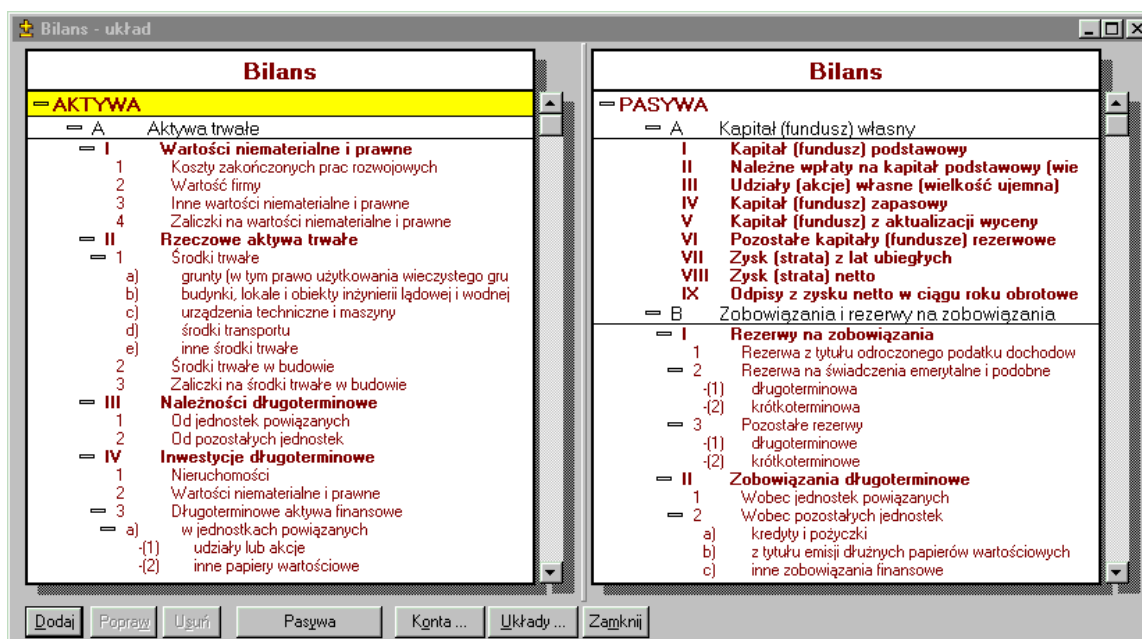 Bilans - układ
Bilans
AKTYWA
A Aktywa trwałe
I Wartości niematerialne i prawne
1 Koszty zakończonych prac rozwojowych
2 Wartość firmy
3 Inne wartości niematerialne i prawne
4 Zaliczki na wartości niematerialne i prawne
II Rzeczowe aktywa trwałe
1 Środki trwałe
a) grunty (w tym prawo użytkowania wieczystego gru
b) budynki, lokale i obiekty inżynierii lądowej i wodnej
c) urządzenia techniczne i maszyny
d) środki transportu
e) inne środki trwałe
2 Środki trwałe w budowie
3 Zaliczki na środki trwałe w budowie
III Należności długoterminowe
1 Od jednostek powiązanych
2 Od pozostałych jednostek
IV Inwestycje długoterminowe
1 Nieruchomości
2 Wartości niematerialne i prawne
3 Długoterminowe aktywa finansowe
a) w jednostkach powiązanych
-(1) udziały lub akcje
-(2) inne papiery wartościowe
Bilans
PASYWA
A Kapitał (fundusz) własny
I Kapitał (fundusz) podstawowy
II Należne wpłaty na kapitał podstawowy (wie
III Udziały (akcje) własne (wielkość ujemna)
IV Kapitał (fundusz) zapasowy
V Kapitał (fundusz) z aktualizacji wyceny
VI Pozostałe kapitały (fundusze) rezerwowe
VII Zysk (strata) z lat ubiegłych
VIII Zysk (strata) netto
IX Odpisy z zysku netto w ciągu roku obrotowe
B Zobowiązania i rezerwy na zobowiązania
I Rezerwy na zobowiązania
1 Rezerwa z tytułu odroczonego podatku dochodow
2 Rezerwa na świadczenia emerytalne i podobne
-(1) długoterminowa
-(2) krótkoterminowa
3 Pozostałe rezerwy
-(1) długoterminowe
-(2) krótkoterminowe
II Zobowiązania długoterminowe
1 Wobec jednostek powiązanych
2 Wobec pozostałych jednostek
a) kredyty i pożyczki
b) z tytułu emisji dłużnych papierów wartościowych
c) inne zobowiązania finansowe
Dodaj Popraw Usuń Pasywa Konta ... Układy ... Zamknij